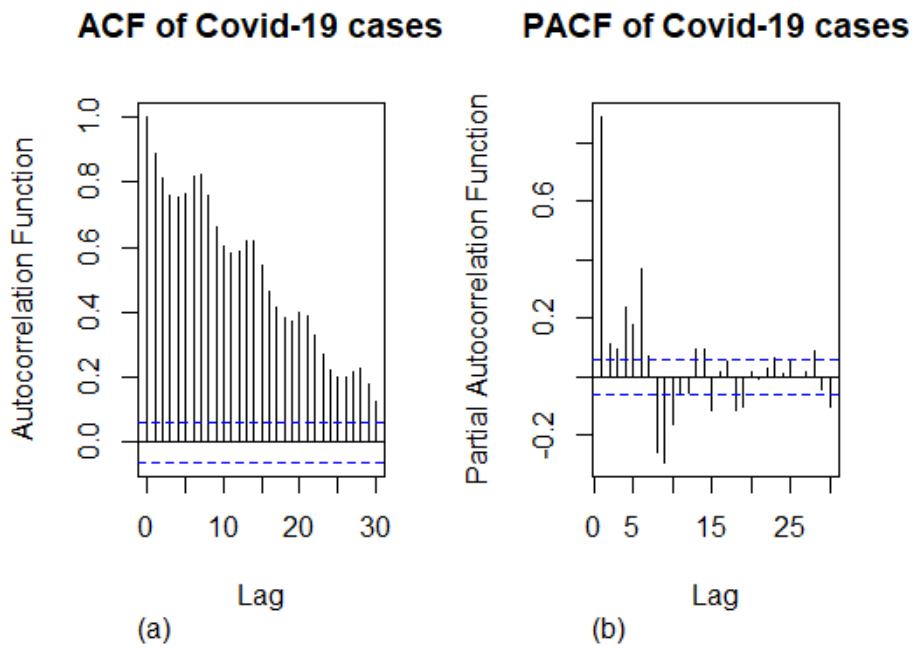 ACF of Covid-19 cases
Autocorrelation Function
1.0
0.8
0.6
0.4
0.2
0.0
0 10 20 30
Lag
(a)
PACF of Covid-19 cases
Partial Autocorrelation Function
0.6
0.2
-0.2
0 5 15 25
Lag
(b)